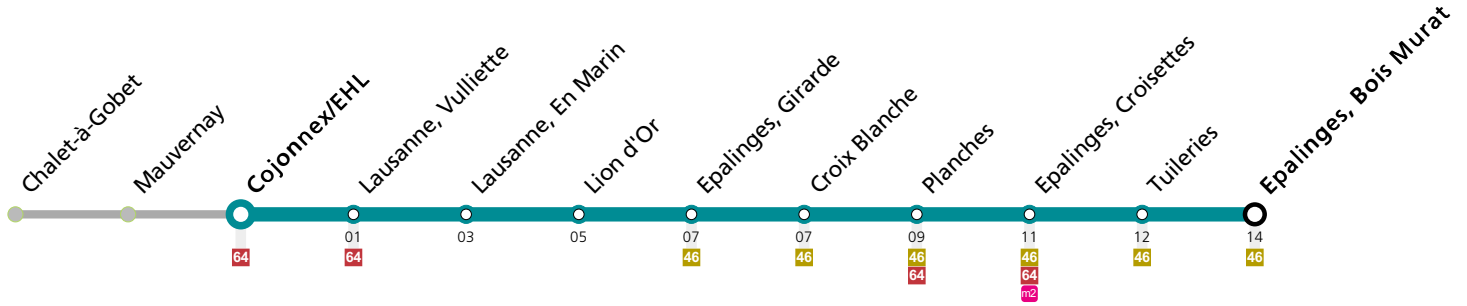 Chalet-à-Gobet
Mauvernay
Cojonnex/EHL
Lausanne, Vulliette
Lausanne, En Marin
Lion d'Or
Epalinges, Girarde
Croix Blanche
Planches
Epalinges, Croisettes
Tuileries
Epalinges, Bois Murat
01 03 05 07 07 09 11 12 14
64 64 46 46 46 46 46 46
64 64
m2